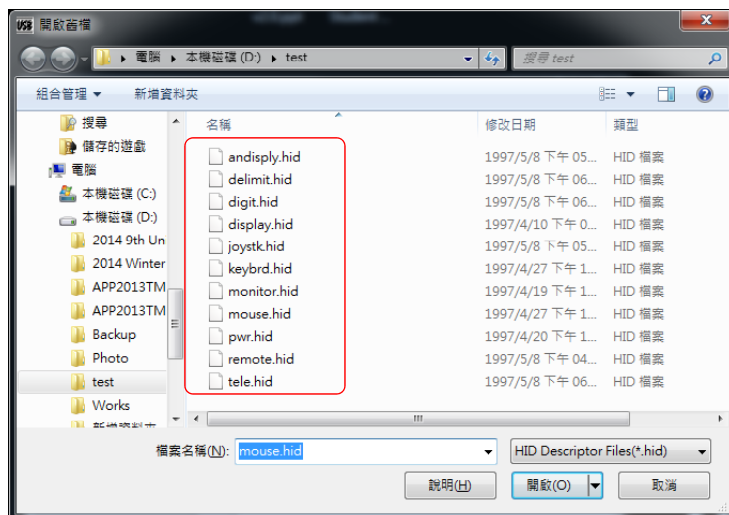 開啟舊檔
電腦 ▸ 本機磁碟 (D:) ▸ test
搜尋 test
組合管理 ▼ 新增資料夾
搜尋
儲存的遊戲
電腦
本機磁碟 (C:)
本機磁碟 (D:)
2014 9th Un
2014 Winter
APP2013TM
APP2013TM
Backup
Photo
test
Works
名稱 修改日期 類型
andisply.hid 1997/5/8 下午 05... HID 檔案
delimit.hid 1997/5/8 下午 06... HID 檔案
digit.hid 1997/5/8 下午 06... HID 檔案
display.hid 1997/4/10 下午 0... HID 檔案
joystk.hid 1997/5/8 下午 05... HID 檔案
keybrd.hid 1997/4/27 下午 1... HID 檔案
monitor.hid 1997/4/19 下午 1... HID 檔案
mouse.hid 1997/4/27 下午 1... HID 檔案
pwr.hid 1997/4/20 下午 1... HID 檔案
remote.hid 1997/5/8 下午 04... HID 檔案
tele.hid 1997/5/8 下午 06... HID 檔案
檔案名稱(N): mouse.hid HID Descriptor Files(*.hid)
說明(H) 開啟(O) 取消